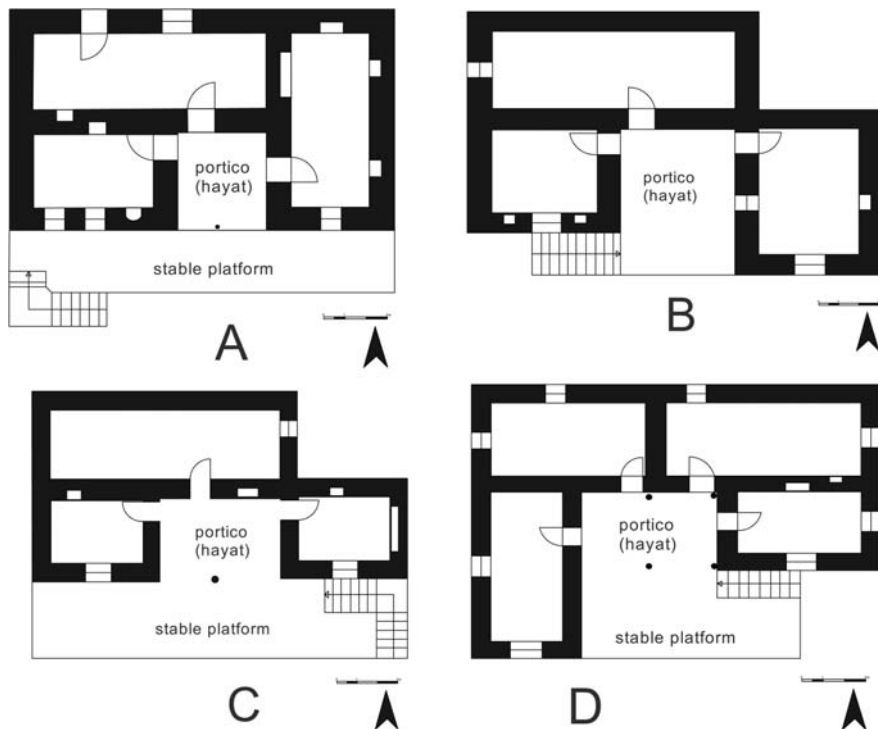 portico
(hayat)
stable platform
A
portico
(hayat)
B
portico
(hayat)
stable platform
C
portico
(hayat)
stable platform
D